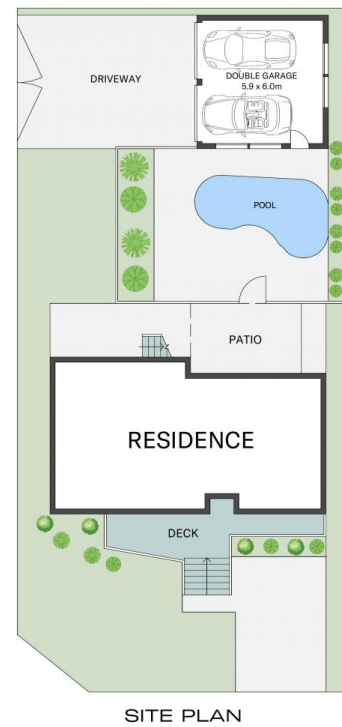 DRIVEWAY
DOUBLE GARAGE
5.9 x 6.0m
POOL
PATIO
RESIDENCE
DECK
SITE PLAN